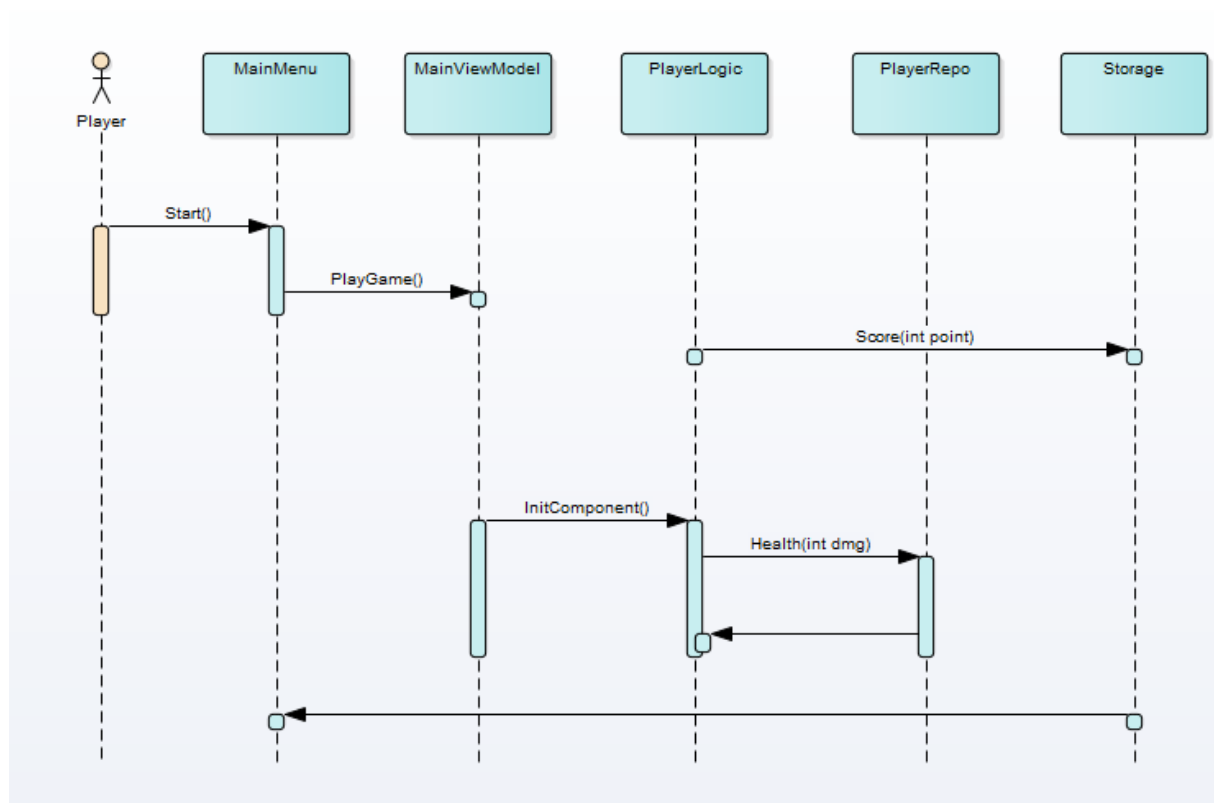 Player
MainMenu
MainViewModel
PlayerLogic
PlayerRepo
Storage
Start()
PlayGame()
Score(int point)
InitComponent()
Health(int dmg)